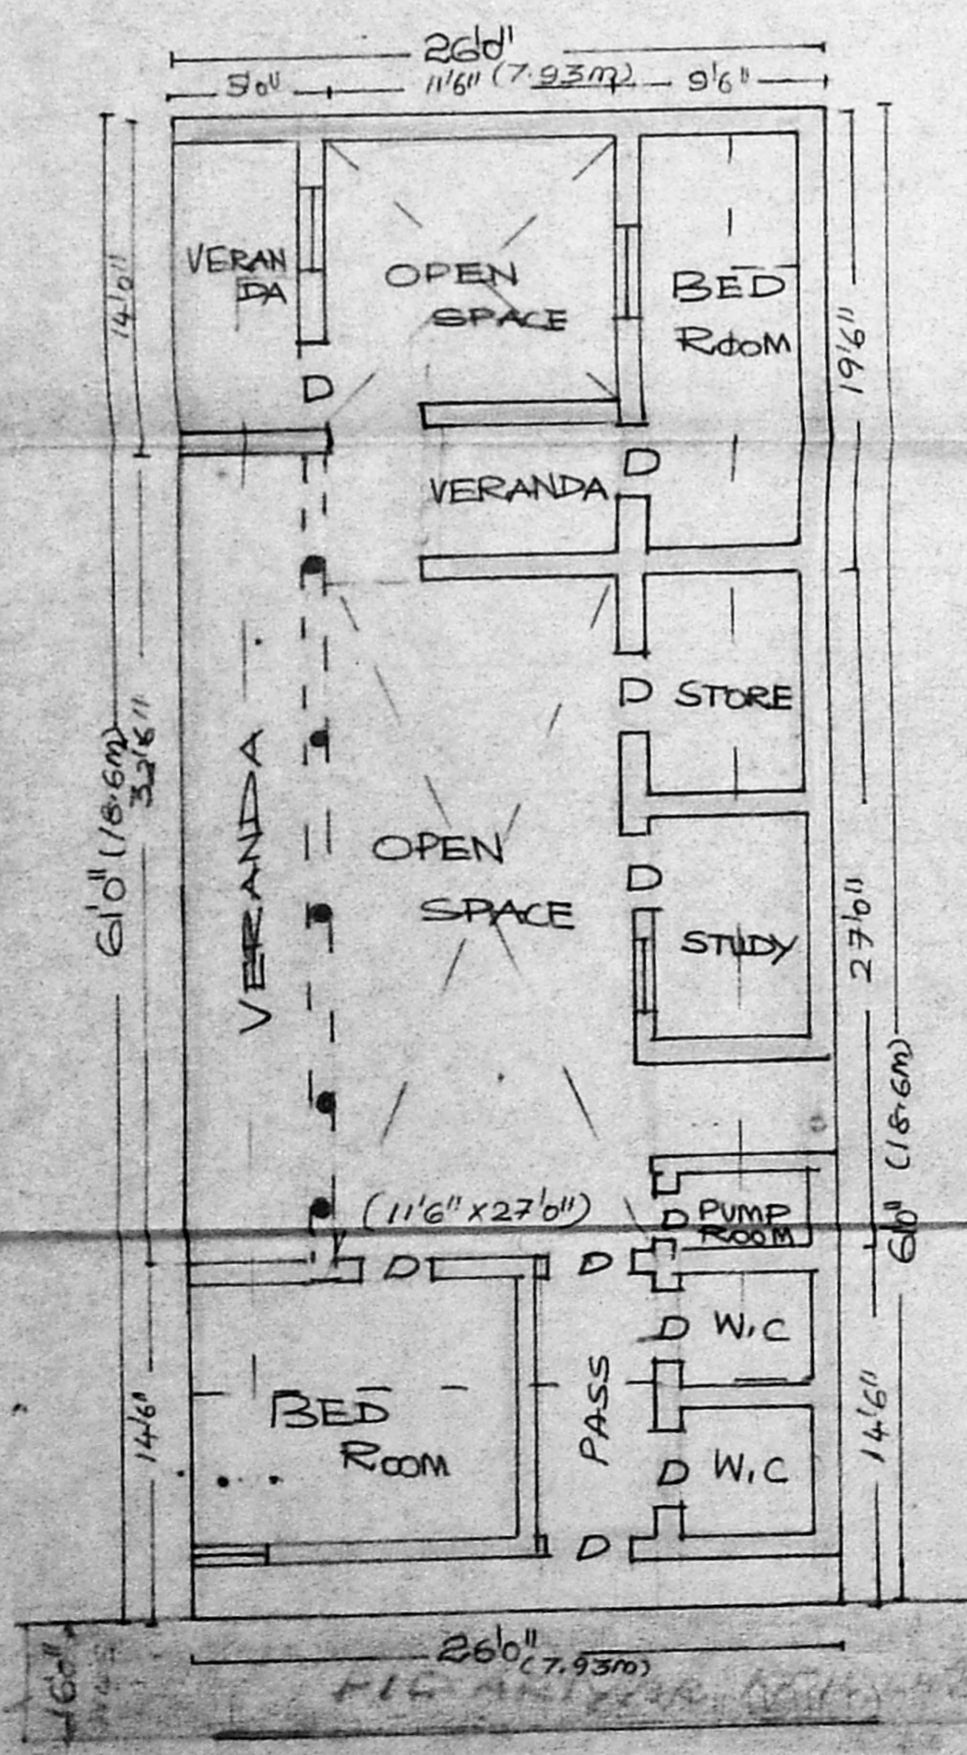 26'0"
5'0" 11'6" (7.93m) 9'6"
VERAN
DA
OPEN
SPACE
BED
ROOM
14'0"
19'6"
D
D
VERANDA
D
STORE
61'0" (18.6m)
32'6"
VERANDA
OPEN
SPACE
D
STUDY
27'0"
61'0" (18.6m)
(11'6" X 27'0")
D
PUMP
ROOM
D
D
D
W.C
BED
ROOM
PASS
14'6"
14'6"
D
W.C
D
26'0"
(7.93m)
16'0"